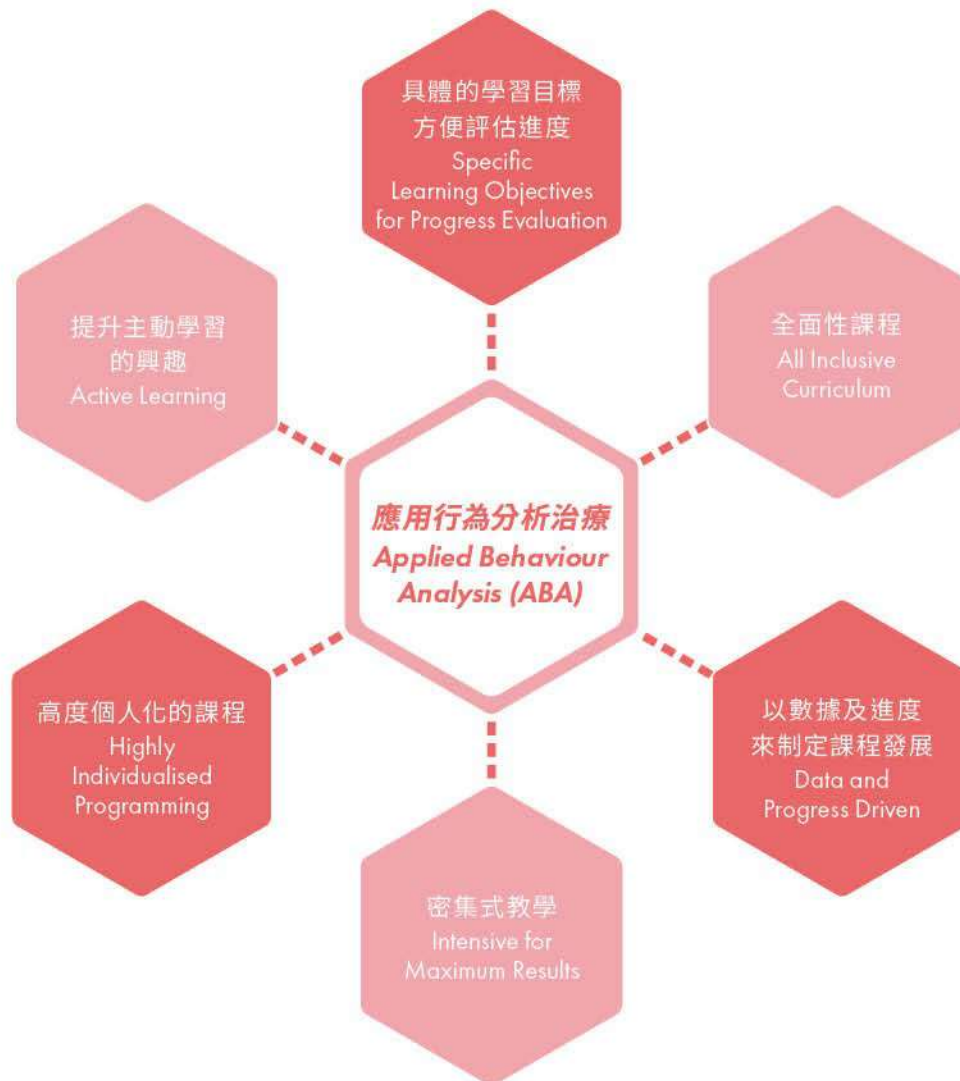 具體的學習目標
方便評估進度
Specific
Learning Objectives
for Progress Evaluation
提升主動學習
的興趣
Active Learning
全面性課程
All Inclusive
Curriculum
應用行為分析治療
Applied Behaviour
Analysis (ABA)
高度個人化的課程
Highly
Individualised
Programming
以數據及進度
來制定課程發展
Data and
Progress Driven
密集式教學
Intensive for
Maximum Results